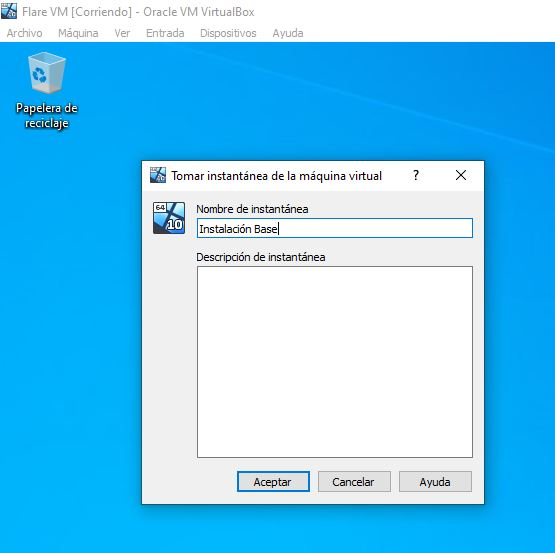 Flare VM [Corriendo] - Oracle VM VirtualBox
Archivo Máquina Ver Entrada Dispositivos Ayuda
Papelera de
reciclaje
Tomar instantánea de la máquina virtual ?
64
10
Nombre de instantánea
Instalación Base
Descripción de instantánea
Aceptar Cancelar Ayuda